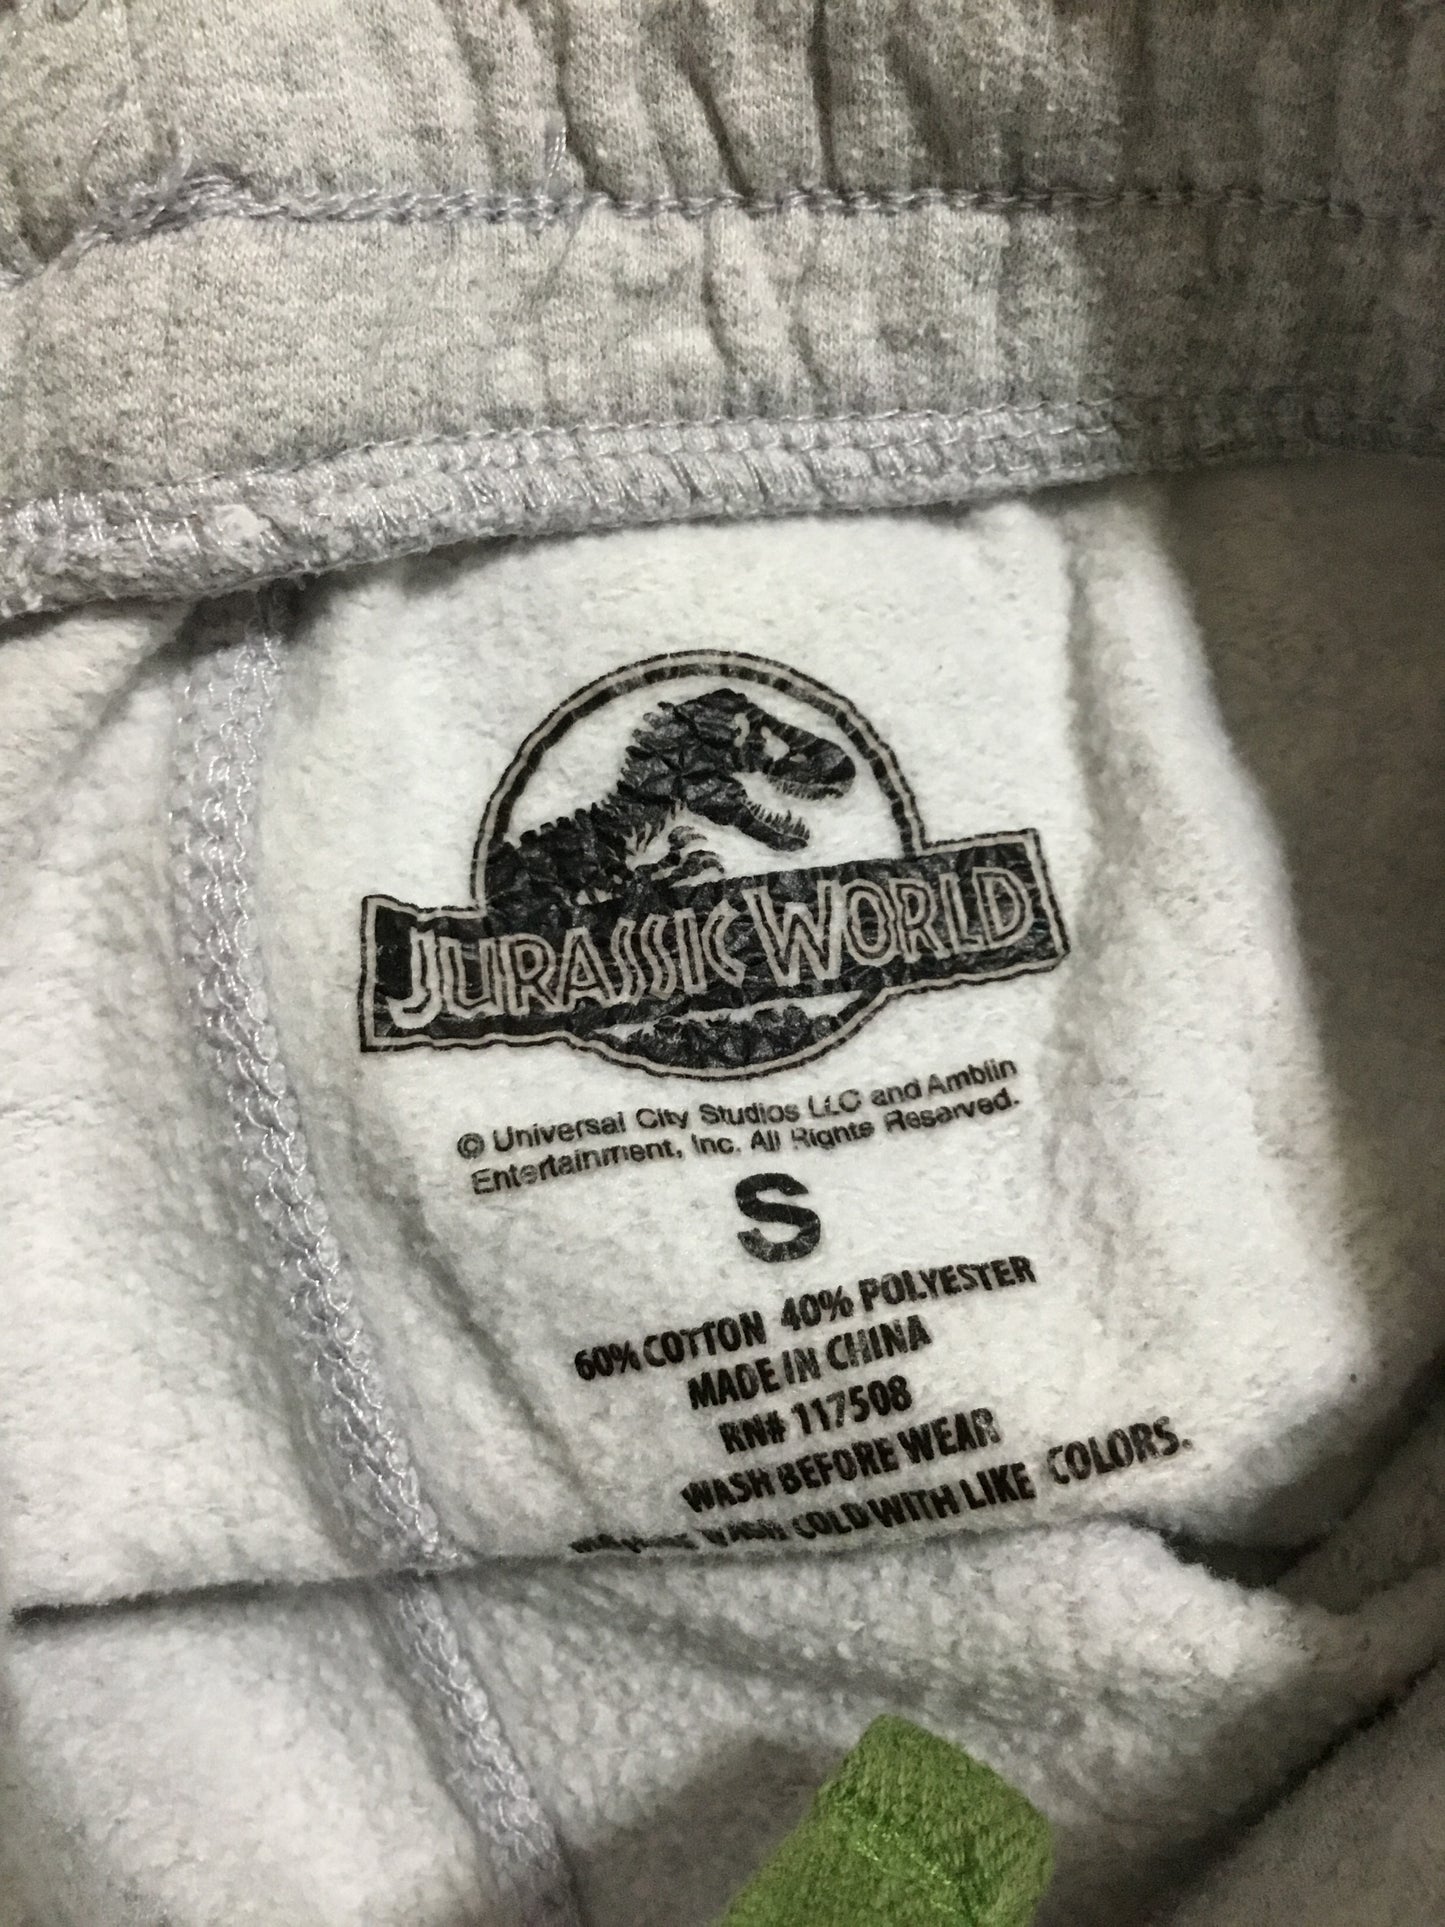 JURASSIC WORLD
© Universal City Studios LLC and Amblin
Entertainment, Inc. All Rights Reserved.
S
60% COTTON 40% POLYESTER
MADE IN CHINA
RN# 117508
WASH BEFORE WEAR
WASH COLD WITH LIKE COLORS.